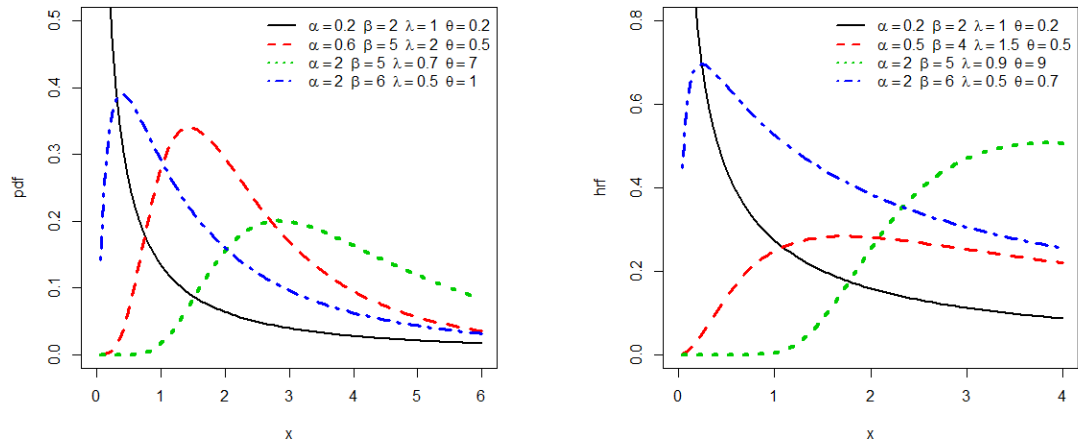 α=0.2 β=2 λ=1 θ=0.2
α=0.6 β=5 λ=2 θ=0.5
α=2 β=5 λ=0.7 θ=7
α=2 β=6 λ=0.5 θ=1
0.5
0.4
0.3
0.2
0.1
0.0
pdf
0 1 2 3 4 5 6
x
α=0.2 β=2 λ=1 θ=0.2
α=0.5 β=4 λ=1.5 θ=0.5
α=2 β=5 λ=0.9 θ=9
α=2 β=6 λ=0.5 θ=0.7
0.8
0.6
0.4
0.2
0.0
hrf
0 1 2 3 4
x